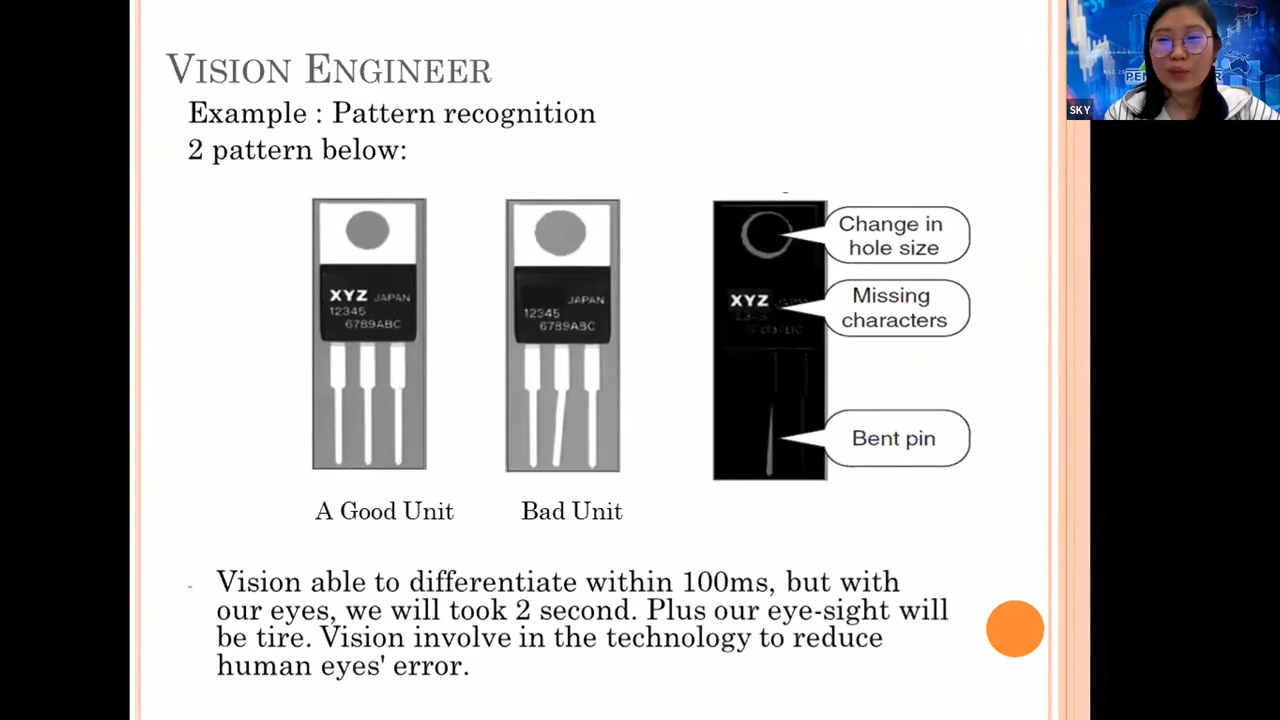 VISION ENGINEER
Example : Pattern recognition
2 pattern below:
XYZ JAPAN
12345
6789ABC
JAPAN
12345
6789ABC
XYZ
Change in
hole size
Missing
characters
Bent pin
A Good Unit
Bad Unit
- Vision able to differentiate within 100ms, but with
our eyes, we will took 2 second. Plus our eye-sight will
be tire. Vision involve in the technology to reduce
human eyes' error.
SKY